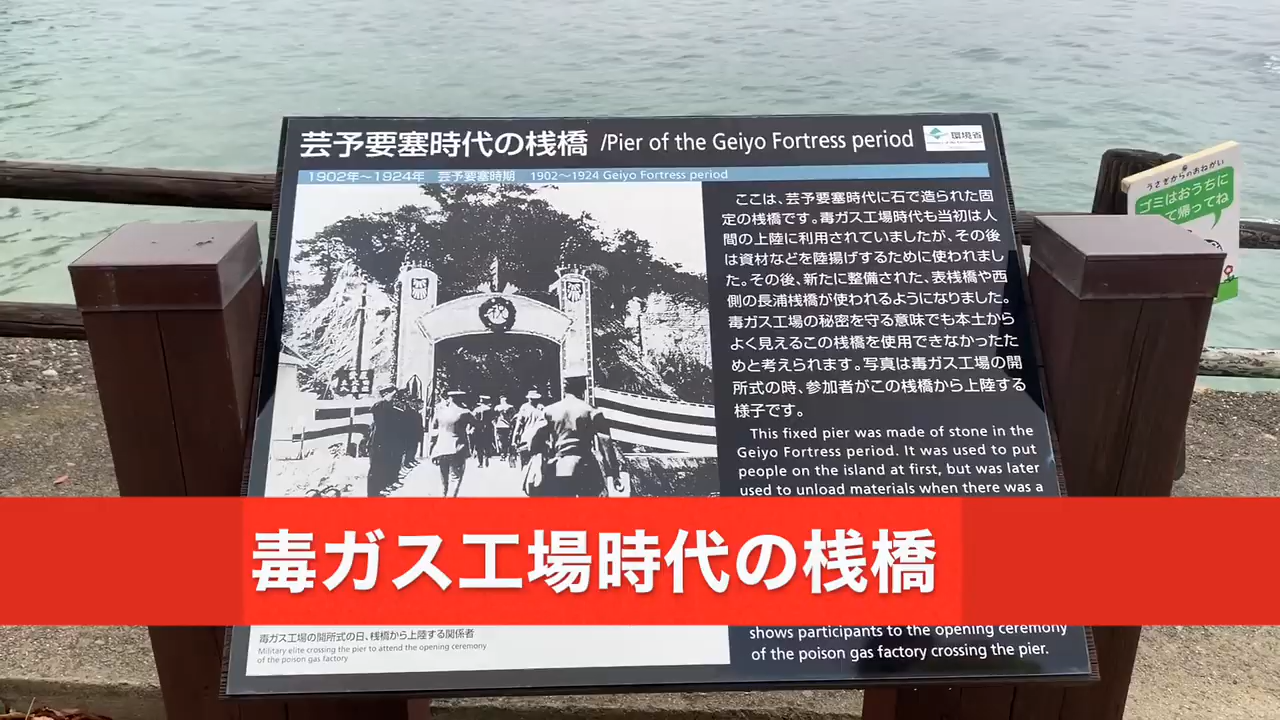 芸予要塞時代の桟橋 /Pier of the Geiyo Fortress period
環境省
1902年～1924年 芸予要塞時期 1902～1924 Geiyo Fortress period
ここは、芸予要塞時代に石で造られた固
定の桟橋です。毒ガス工場時代も当初は人
間の上陸に利用されていましたが、その後
は資材などを陸揚げするために使われまし
た。その後、新たに整備された、表桟橋や西
側の長浦桟橋が使われるようになりました。
毒ガス工場の秘密を守る意味でも本土から
よく見えるこの桟橋を使用できなかったた
めと考えられます。写真は毒ガス工場の開
所式の時、参加者がこの桟橋から上陸する
様子です。
This fixed pier was made of stone in the
Geiyo Fortress period. It was used to put
people on the island at first, but was later
used to unload materials when there was a
毒ガス工場時代の桟橋
shows participants to the opening ceremony
of the poison gas factory crossing the pier.
毒ガス工場の開所式の日、桟橋から上陸する関係者
Military elite crossing the pier to attend the opening ceremony
of the poison gas factory
うさぎからのおねがい
ゴミはおうちに
て帰ってね